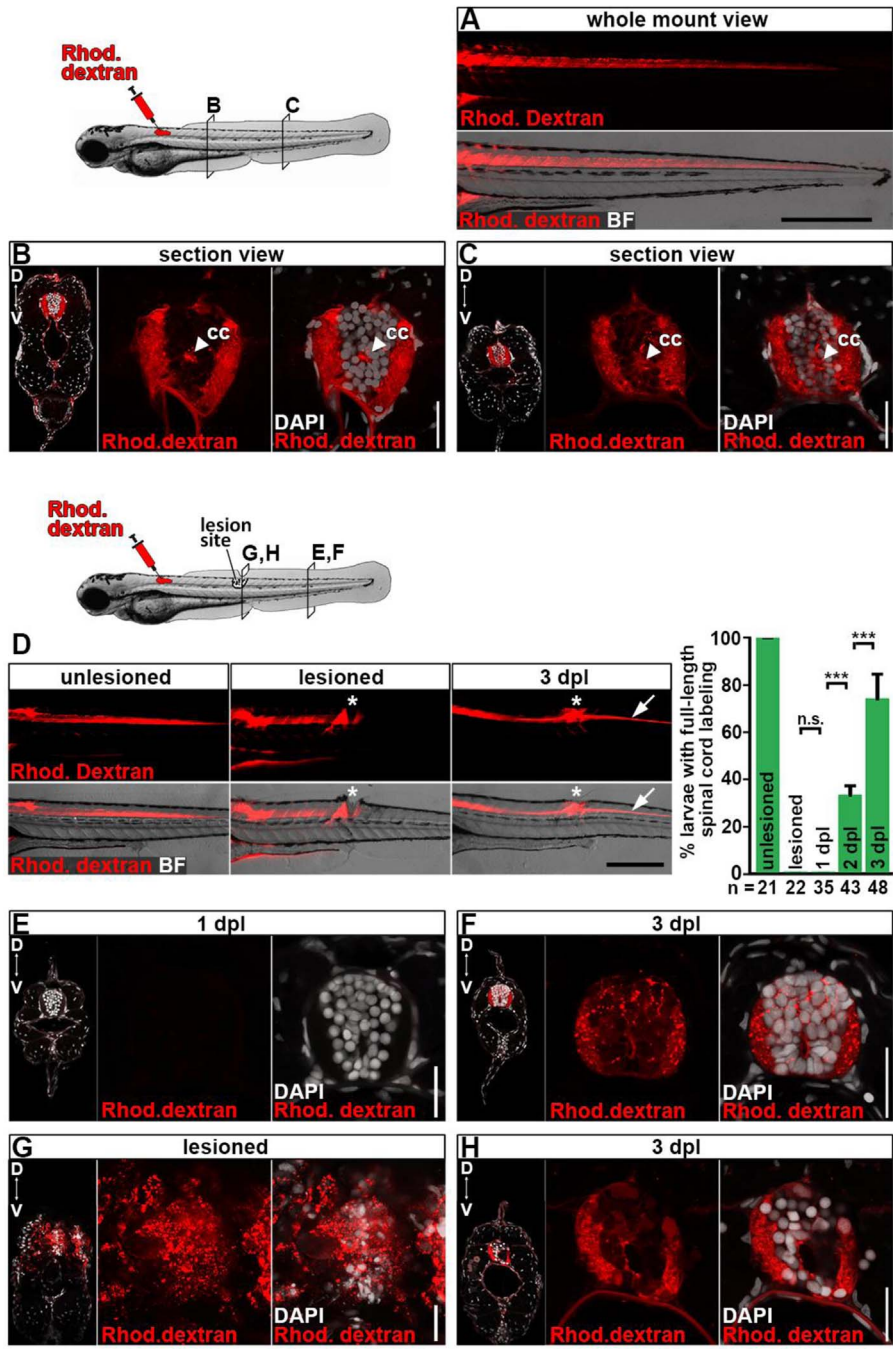 Rhod.
dextran
B
C
A
whole mount view
Rhod. Dextran
Rhod. dextran BF
B
section view
D
V
cc
cc
Rhod.dextran
DAPI
Rhod.dextran
C
section view
D
V
cc
cc
Rhod.dextran
DAPI
Rhod. dextran
Rhod.
dextran
lesion
site
G,H
E,F
D
unlesioned
lesioned
3 dpl
*
*
Rhod. Dextran
*
*
Rhod. dextran BF
% larvae with full-length
spinal cord labeling
100
80
60
40
20
0
n.s.
***
***
unlesioned
lesioned
1 dpl
2 dpl
3 dpl
n = 21 22 35 43 48
E
1 dpl
D
V
Rhod.dextran
DAPI
Rhod. dextran
F
3 dpl
D
V
Rhod.dextran
DAPI
Rhod. dextran
G
lesioned
D
V
Rhod.dextran
DAPI
Rhod. dextran
H
3 dpl
D
V
Rhod.dextran
DAPI
Rhod. dextran